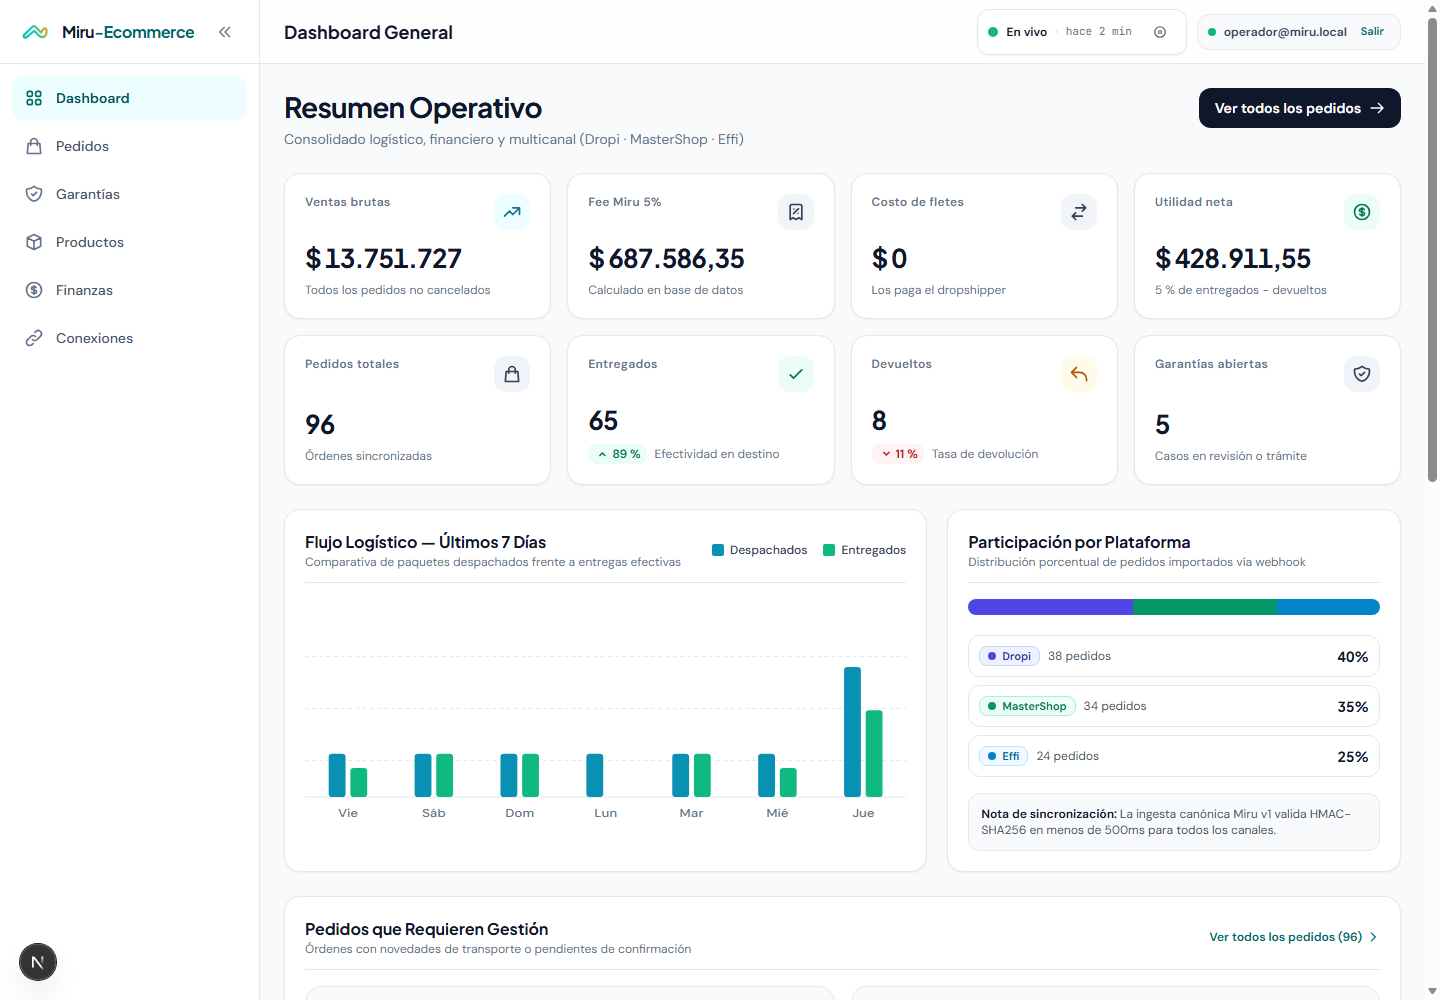 Miru-Ecommerce
Dashboard General
En vivo · hace 2 min
operador@miru.local Salir
Dashboard
Pedidos
Garantías
Productos
Finanzas
Conexiones
Resumen Operativo
Consolidado logístico, financiero y multicanal (Dropi · MasterShop · Effi)
Ver todos los pedidos →
Ventas brutas
$ 13.751.727
Todos los pedidos no cancelados
Fee Miru 5%
$ 687.586,35
Calculado en base de datos
Costo de fletes
$ 0
Los paga el dropshipper
Utilidad neta
$ 428.911,55
5 % de entregados - devueltos
Pedidos totales
96
Órdenes sincronizadas
Entregados
65
89 % Efectividad en destino
Devueltos
8
11 % Tasa de devolución
Garantías abiertas
5
Casos en revisión o trámite
Flujo Logístico — Últimos 7 Días
Comparativa de paquetes despachados frente a entregas efectivas
Despachados Entregados
Vie Sáb Dom Lun Mar Mié Jue
Participación por Plataforma
Distribución porcentual de pedidos importados vía webhook
Dropi 38 pedidos 40%
MasterShop 34 pedidos 35%
Effi 24 pedidos 25%
Nota de sincronización: La ingesta canónica Miru v1 valida HMAC-
SHA256 en menos de 500ms para todos los canales.
Pedidos que Requieren Gestión
Órdenes con novedades de transporte o pendientes de confirmación
Ver todos los pedidos (96)
N